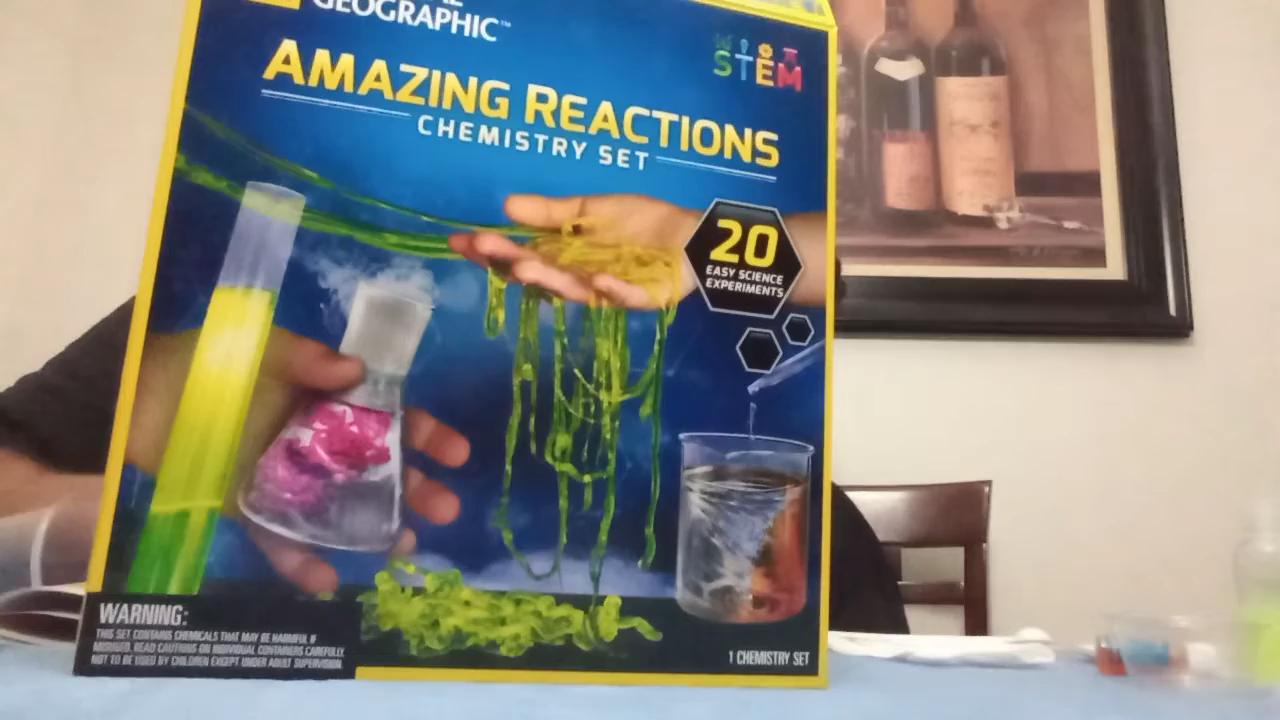 GEOGRAPHIC™
STEM
AMAZING REACTIONS
CHEMISTRY SET
20
EASY SCIENCE
EXPERIMENTS
WARNING:
THIS SET CONTAINS CHEMICALS THAT MAY BE HARMFUL IF
MISUSED. READ CAUTIONS ON INDIVIDUAL CONTAINERS CAREFULLY.
NOT TO BE USED BY CHILDREN EXCEPT UNDER ADULT SUPERVISION.
1 CHEMISTRY SET